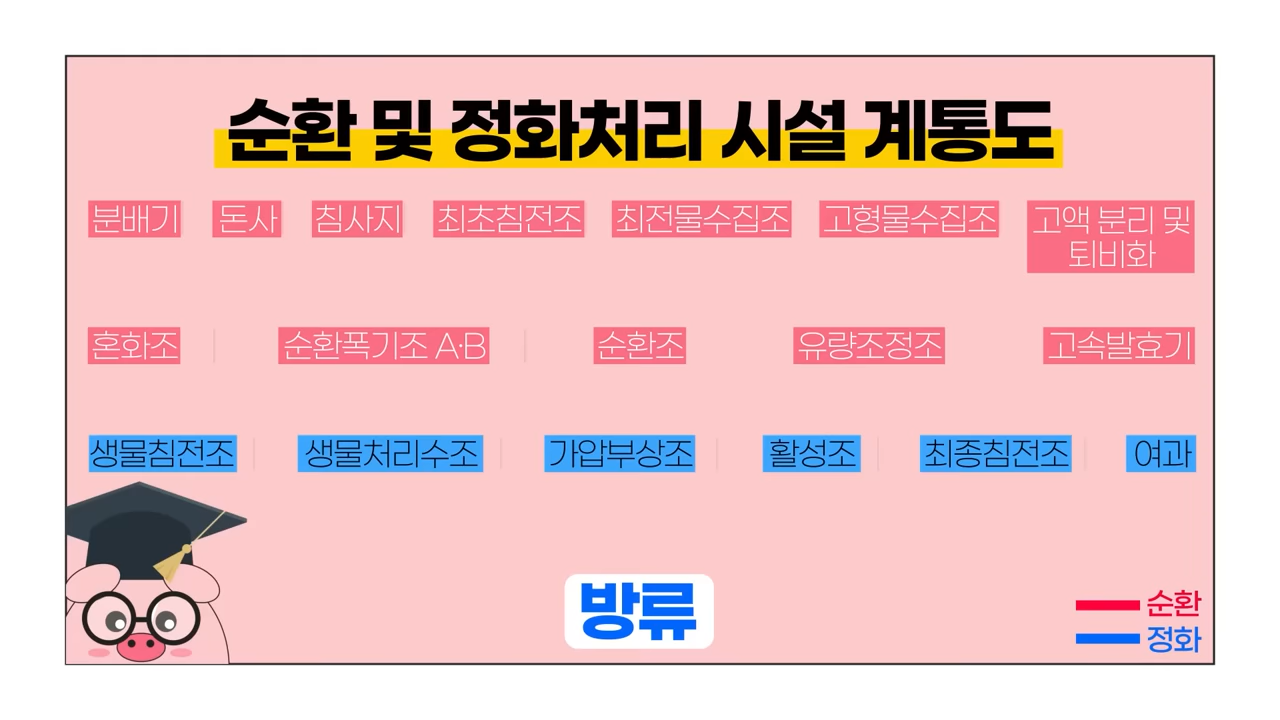 순환 및 정화처리 시설 계통도
분배기 돈사 침사지 최초침전조 최전물수집조 고형물수집조 고액 분리 및
퇴비화
혼화조 순환폭기조 A·B 순환조 유량조정조 고속발효기
생물침전조 생물처리수조 가압부상조 활성조 최종침전조 여과
방류
순환
정화